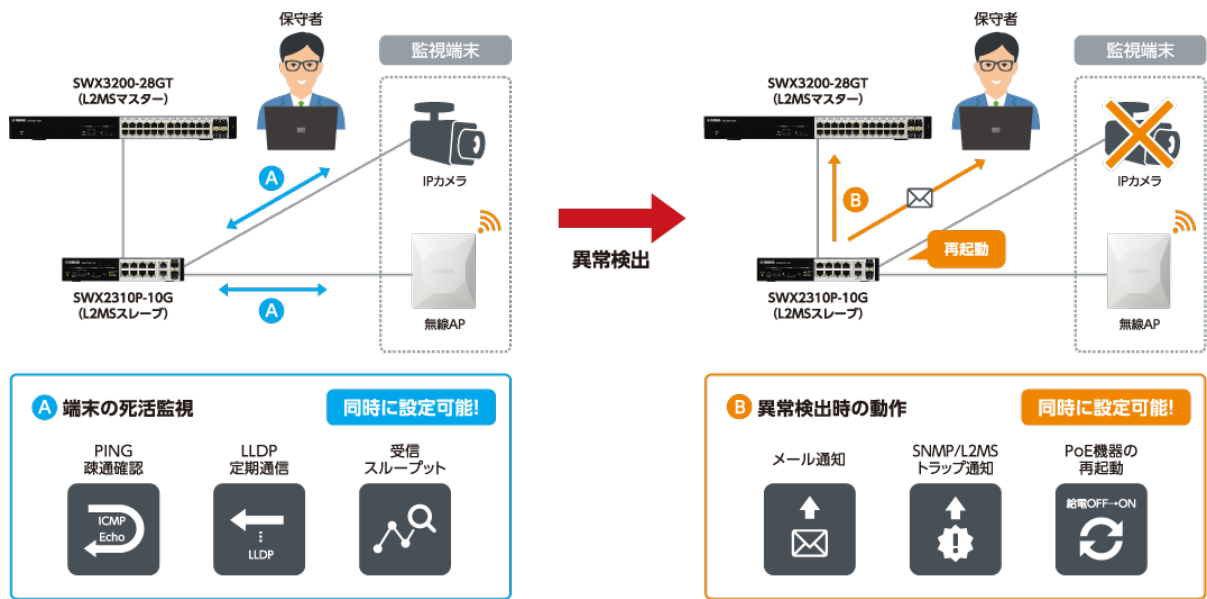 保守者
監視端末
SWX3200-28GT
（L2MSマスター）
IPカメラ
A
A
SWX2310P-10G
（L2MSスレーブ）
無線AP
異常検出
保守者
監視端末
SWX3200-28GT
（L2MSマスター）
IPカメラ
B
再起動
SWX2310P-10G
（L2MSスレーブ）
無線AP
A 端末の死活監視
同時に設定可能!
PING
疎通確認
LLDP
定期通信
受信
スループット
ICMP
Echo
LLDP
B 異常検出時の動作
同時に設定可能!
メール通知
SNMP/L2MS
トラップ通知
PoE機器の
再起動
給電OFF→ON